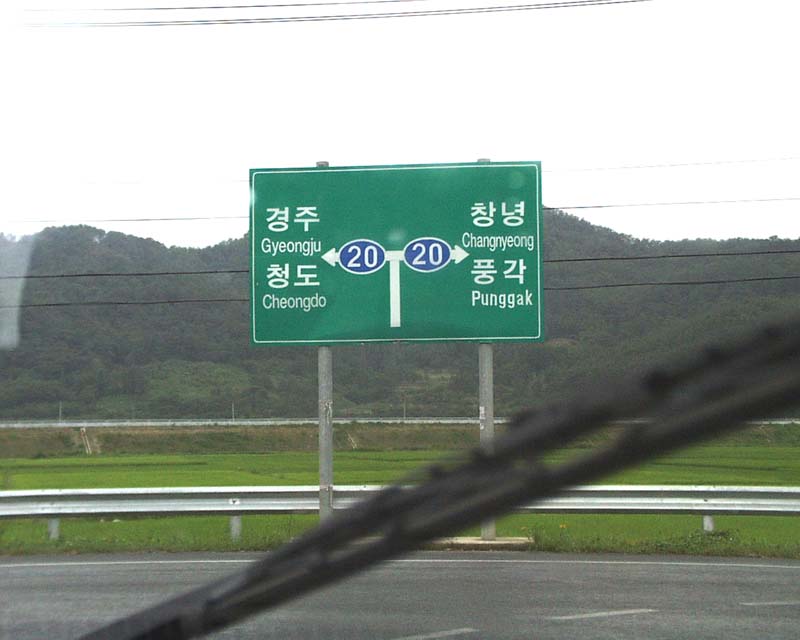 경주
Gyeongju
청도
Cheongdo
20
20
창녕
Changnyeong
풍각
Punggak